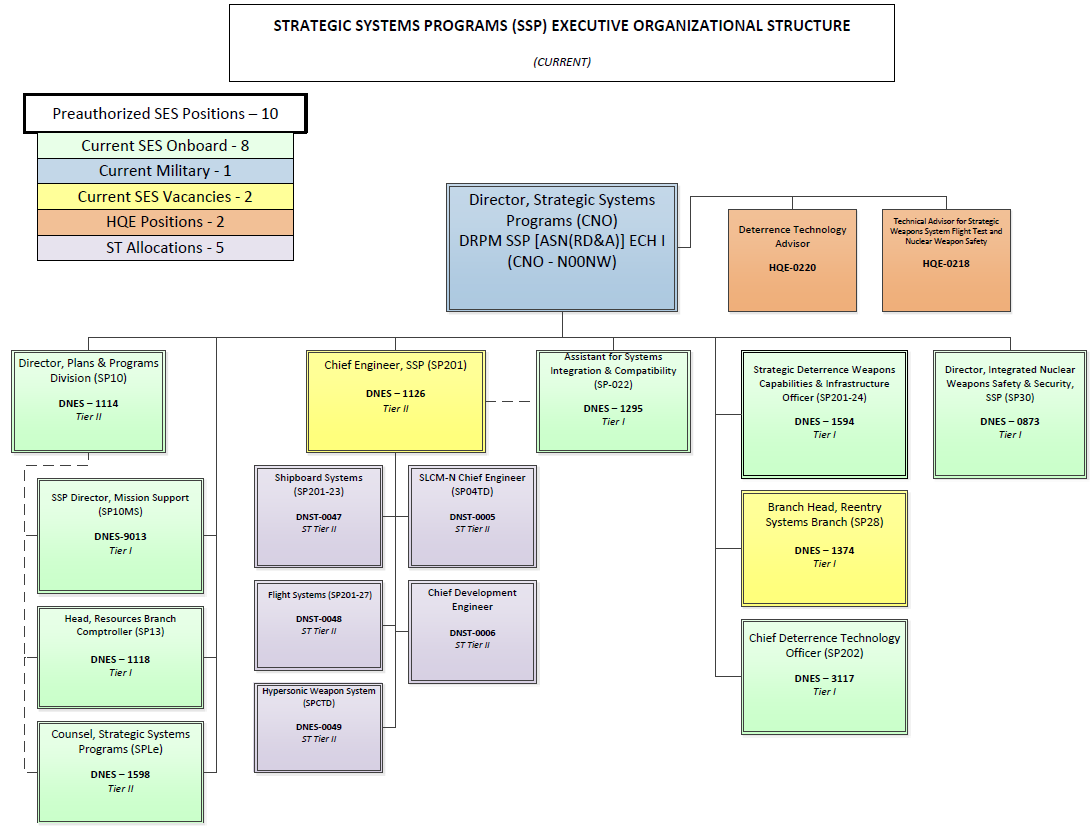 STRATEGIC SYSTEMS PROGRAMS (SSP) EXECUTIVE ORGANIZATIONAL STRUCTURE
(CURRENT)
Preauthorized SES Positions – 10
Current SES Onboard - 8
Current Military - 1
Current SES Vacancies - 2
HQE Positions - 2
ST Allocations - 5
Director, Strategic Systems
Programs (CNO)
DRPM SSP [ASN(RD&A)] ECH I
(CNO - N00NW)
Deterrence Technology
Advisor
HQE-0220
Technical Advisor for Strategic
Weapons System Flight Test and
Nuclear Weapon Safety
HQE-0218
Director, Plans & Programs
Division (SP10)
DNES – 1114
Tier II
Chief Engineer, SSP (SP201)
DNES – 1126
Tier II
Assistant for Systems
Integration & Compatibility
(SP-022)
DNES – 1295
Tier I
Strategic Deterrence Weapons
Capabilities & Infrastructure
Officer (SP201-24)
DNES – 1594
Tier I
Director, Integrated Nuclear
Weapons Safety & Security,
SSP (SP30)
DNES – 0873
Tier I
SSP Director, Mission Support
(SP10MS)
DNES-9013
Tier I
Head, Resources Branch
Comptroller (SP13)
DNES – 1118
Tier I
Counsel, Strategic Systems
Programs (SPLe)
DNES – 1598
Tier II
Shipboard Systems
(SP201-23)
DNST-0047
ST Tier II
SLCM-N Chief Engineer
(SP04TD)
DNST-0005
ST Tier II
Flight Systems (SP201-27)
DNST-0048
ST Tier II
Chief Development
Engineer
DNST-0006
ST Tier II
Hypersonic Weapon System
(SPCTD)
DNES-0049
ST Tier II
Branch Head, Reentry
Systems Branch (SP28)
DNES – 1374
Tier I
Chief Deterrence Technology
Officer (SP202)
DNES – 3117
Tier I